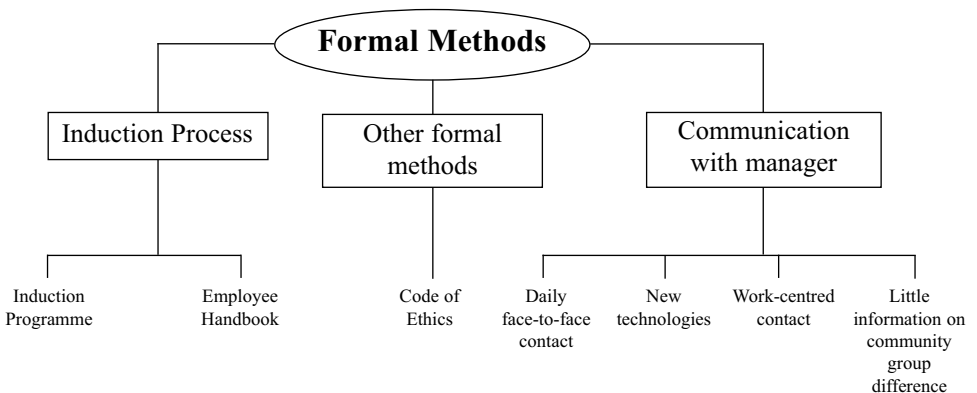 Formal Methods
Induction Process
Other formal
methods
Communication
with manager
Induction
Programme
Employee
Handbook
Code of
Ethics
Daily
face-to-face
contact
New
technologies
Work-centred
contact
Little
information on
community
group
difference